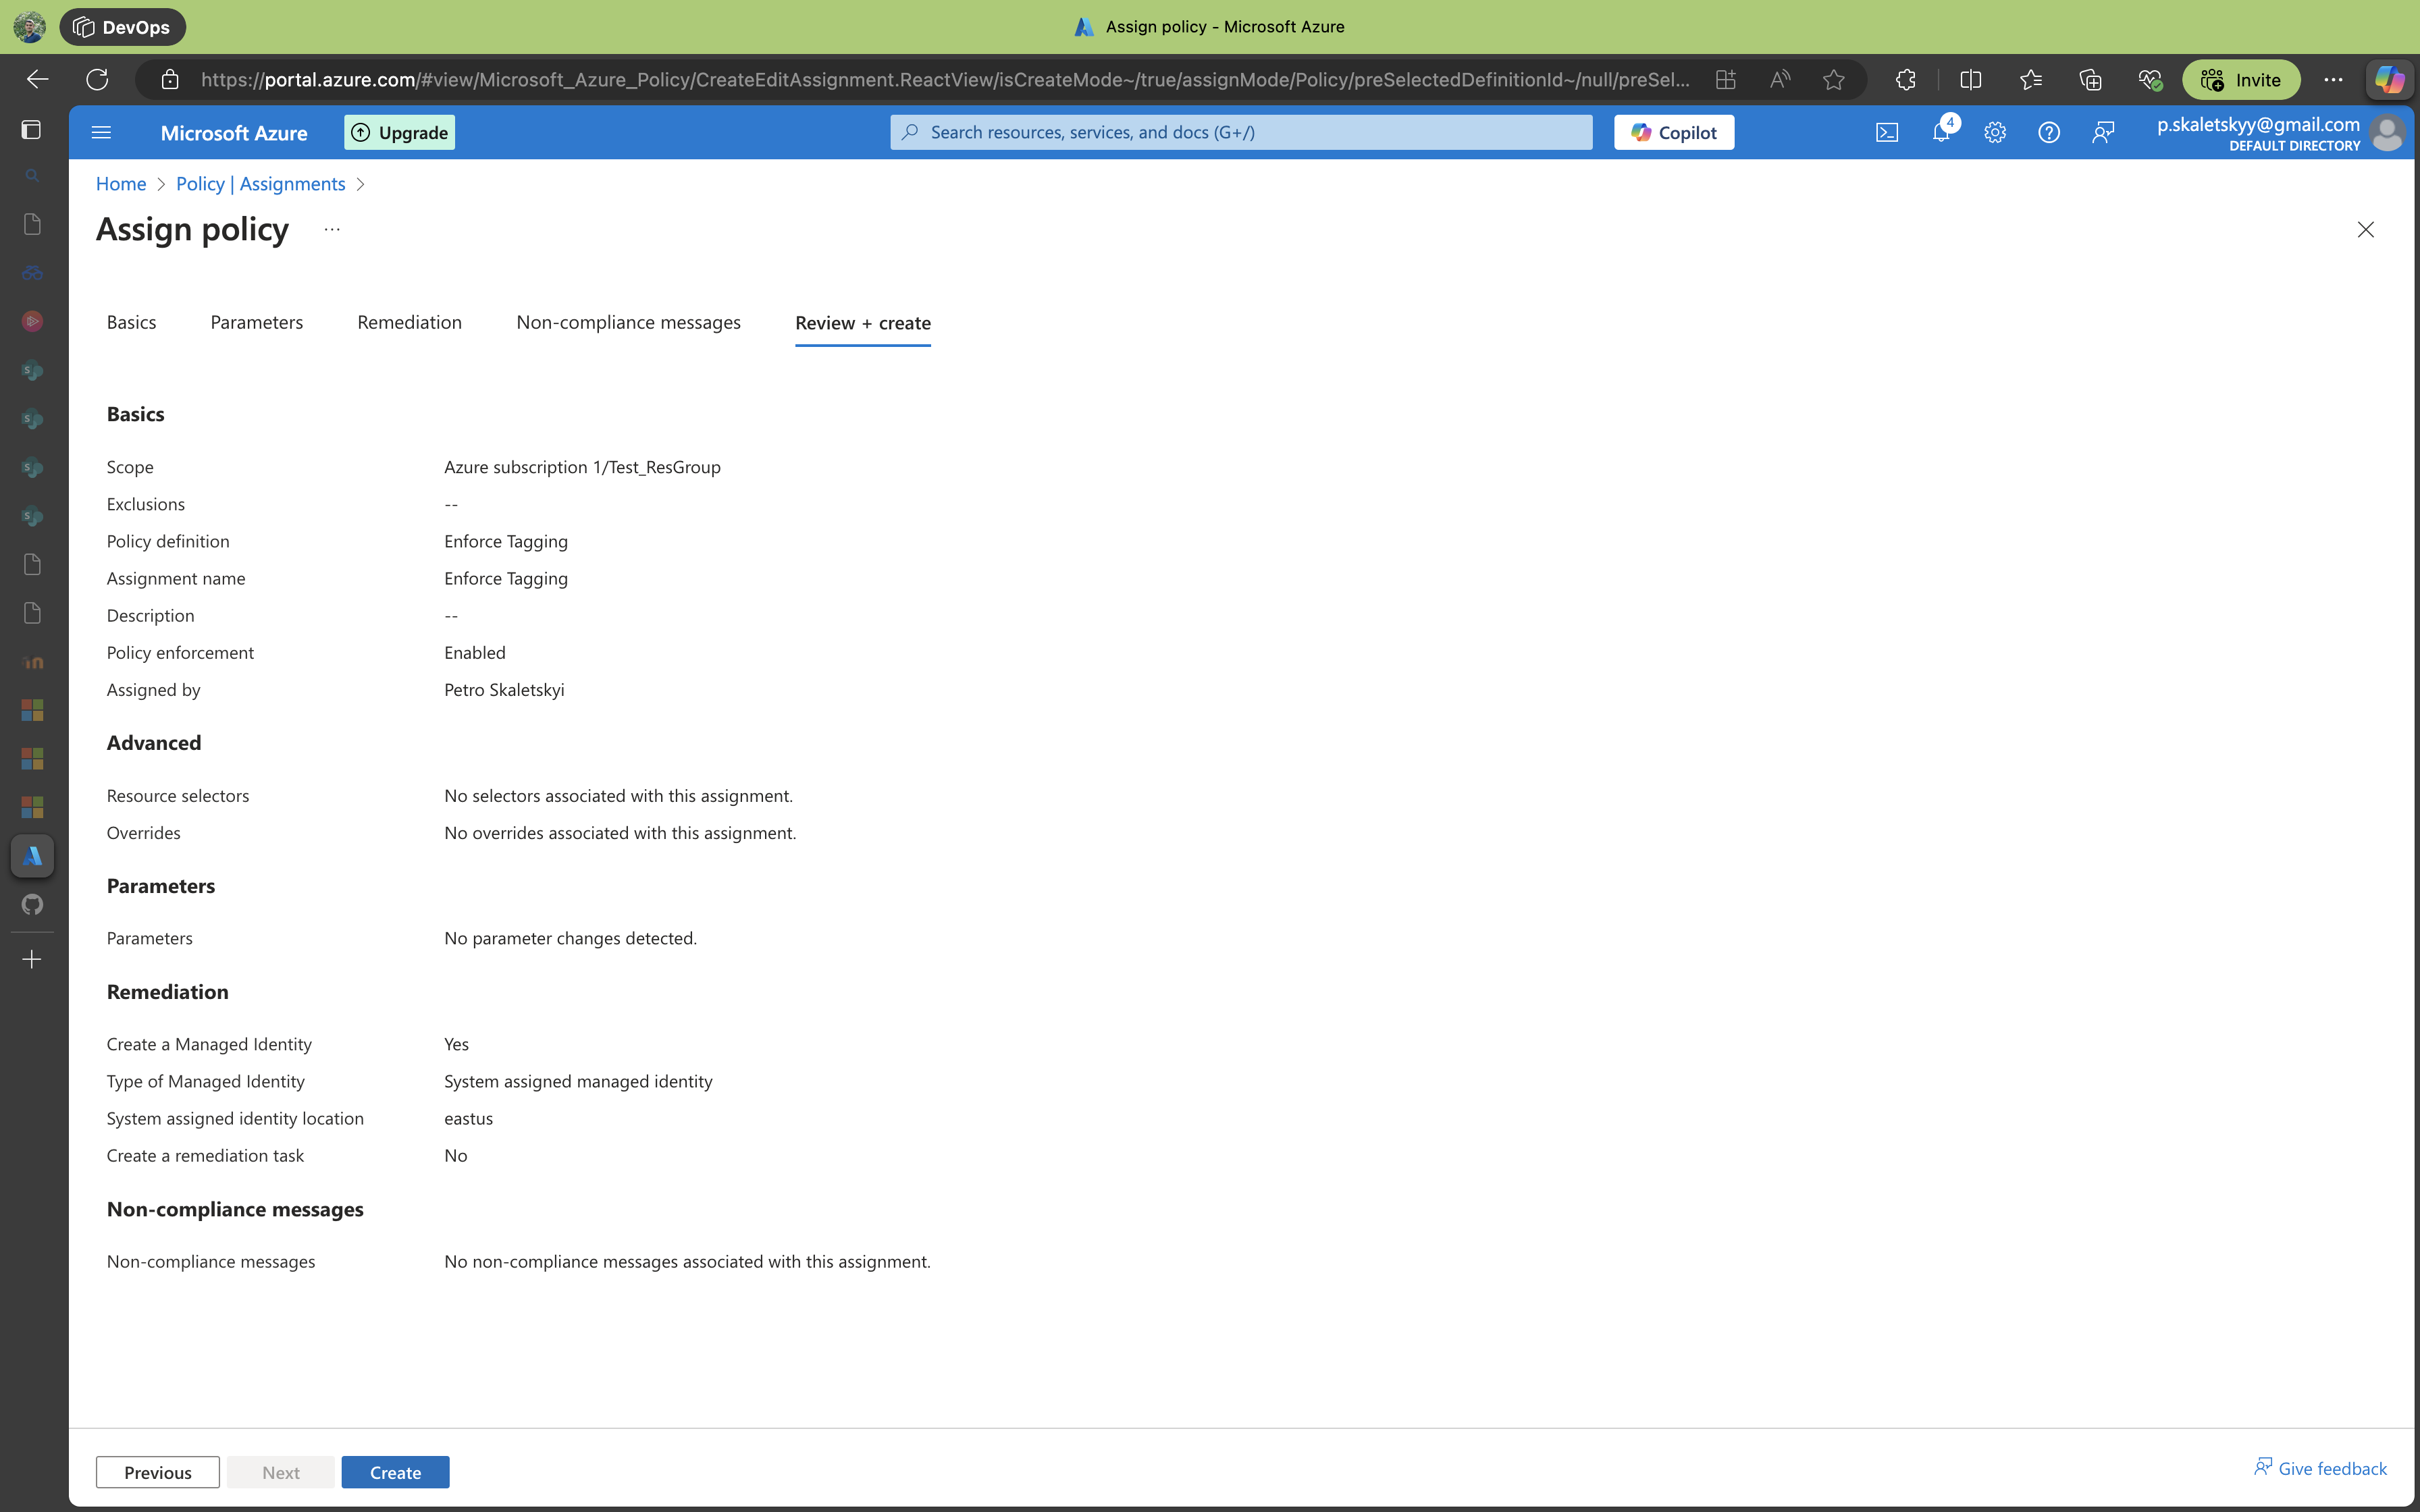 DevOps
Assign policy - Microsoft Azure
https://portal.azure.com/#view/Microsoft_Azure_Policy/CreateEditAssignment.ReactView/isCreateMode~/true/assignMode/Policy/preSelectedDefinitionId~/null/preSel...
Invite
Microsoft Azure
Upgrade
Search resources, services, and docs (G+/)
Copilot
4
p.skaletskyy@gmail.com
DEFAULT DIRECTORY
Home > Policy | Assignments >
Assign policy ...
Basics Parameters Remediation Non-compliance messages Review + create
Basics
Scope Azure subscription 1/Test_ResGroup
Exclusions --
Policy definition Enforce Tagging
Assignment name Enforce Tagging
Description --
Policy enforcement Enabled
Assigned by Petro Skaletskyi
Advanced
Resource selectors No selectors associated with this assignment.
Overrides No overrides associated with this assignment.
Parameters
Parameters No parameter changes detected.
Remediation
Create a Managed Identity Yes
Type of Managed Identity System assigned managed identity
System assigned identity location eastus
Create a remediation task No
Non-compliance messages
Non-compliance messages No non-compliance messages associated with this assignment.
Previous Next Create
Give feedback